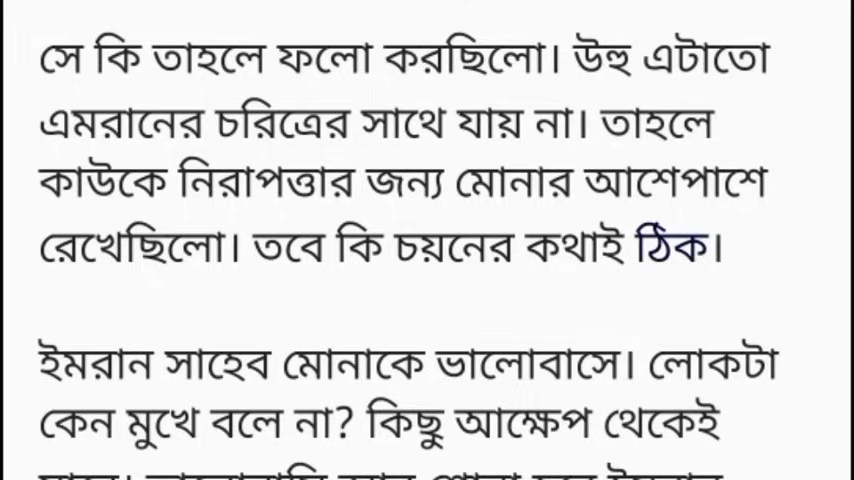 সে কি তাহলে ফলো করছিলো। উহু এটাতো
এমরানের চরিত্রের সাথে যায় না। তাহলে
কাউকে নিরাপত্তার জন্য মোনার আশেপাশে
রেখেছিলো। তবে কি চয়নের কথাই ঠিক।
ইমরান সাহেব মোনাকে ভালোবাসে। লোকটা
কেন মুখে বলে না? কিছু আক্ষেপ থেকেই